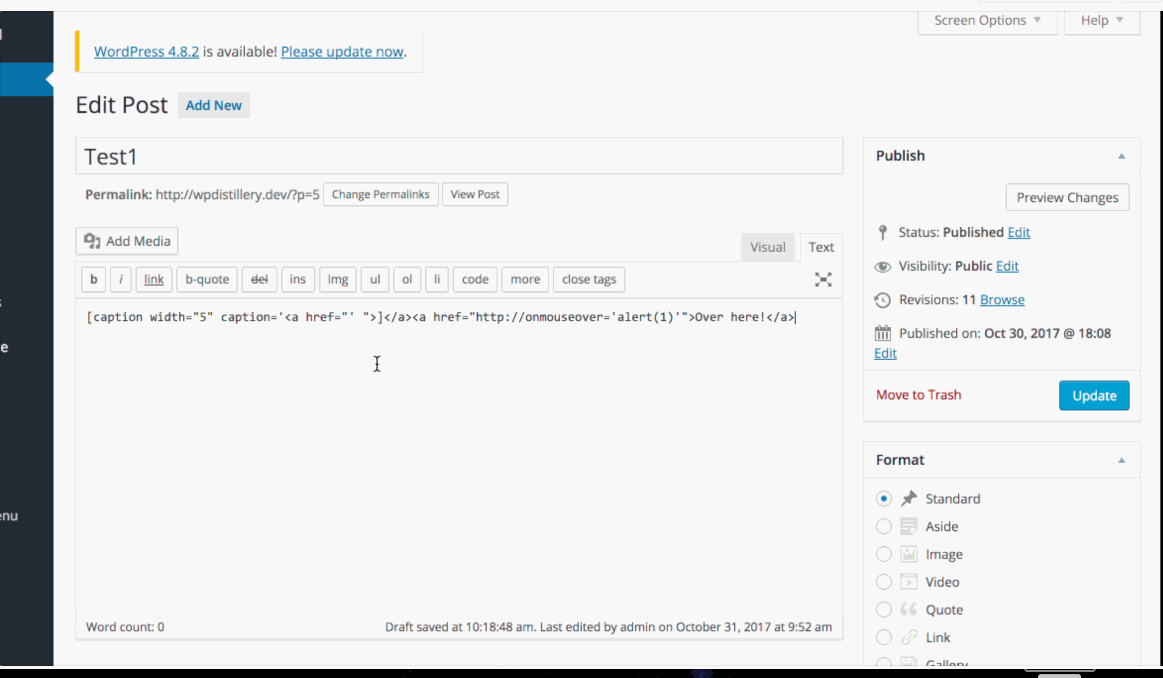 Screen Options
Help
WordPress 4.8.2 is available! Please update now.
Edit Post Add New
Test1
Permalink: http://wpdistillery.dev/?p=5 Change Permalinks View Post
Add Media
Visual Text
b i link b-quote del ins img ul ol li code more close tags
[caption width="5" caption='<a href="' ">]</a><a href="http://onmouseover='alert(1)'">Over here!</a>
Word count: 0
Draft saved at 10:18:48 am. Last edited by admin on October 31, 2017 at 9:52 am
Publish
Preview Changes
Status: Published Edit
Visibility: Public Edit
Revisions: 11 Browse
Published on: Oct 30, 2017 @ 18:08
Edit
Move to Trash Update
Format
Standard
Aside
Image
Video
Quote
Link
Gallery
enu